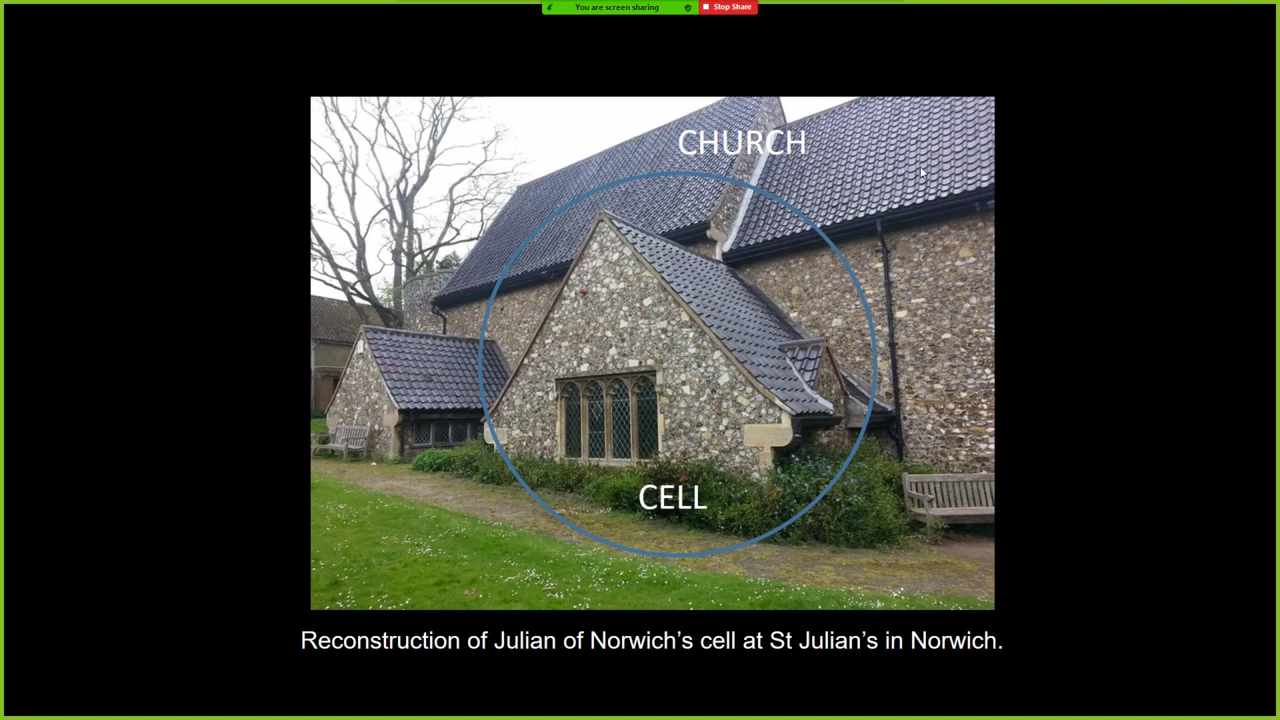 You are screen sharing
Stop Share
CHURCH
CELL
Reconstruction of Julian of Norwich’s cell at St Julian’s in Norwich.